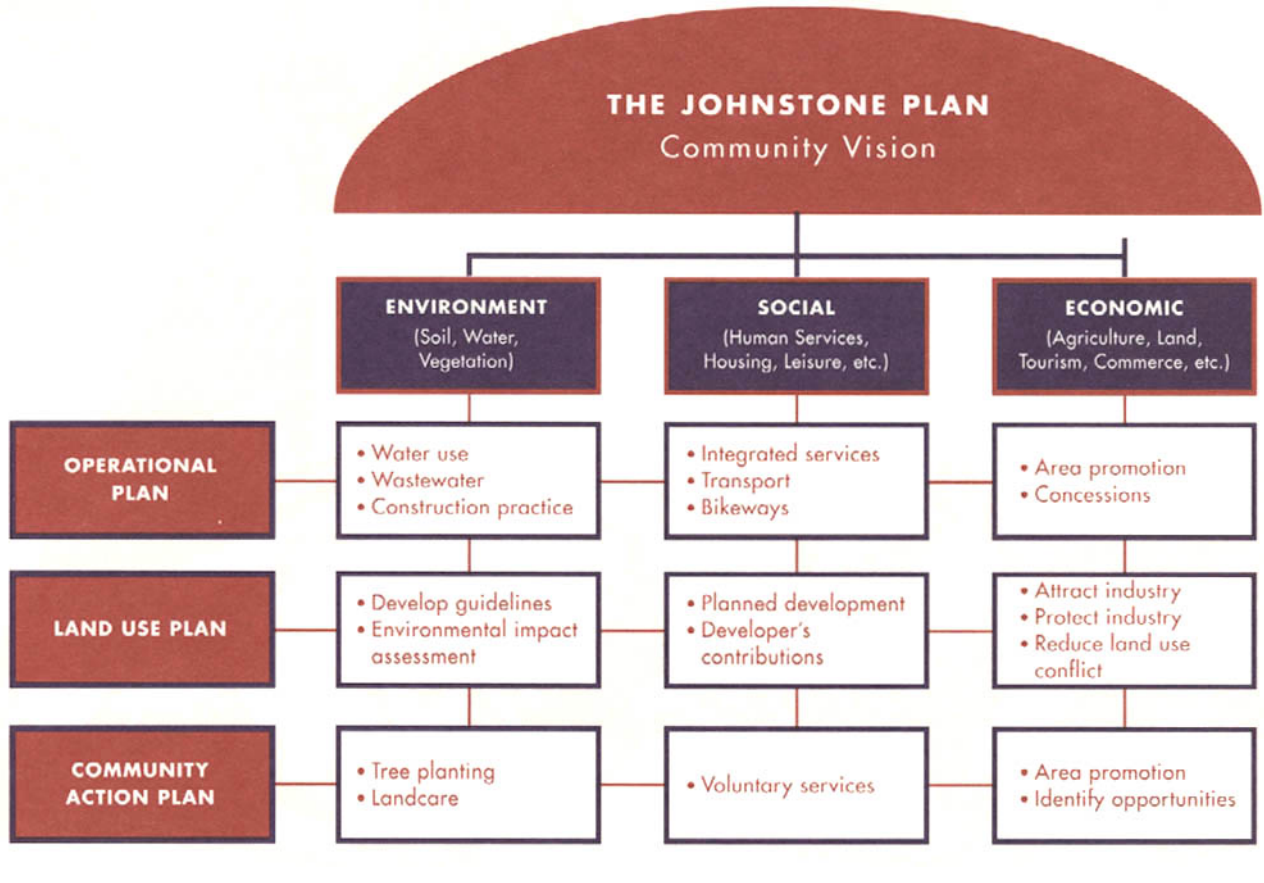 THE JOHNSTONE PLAN
Community Vision
ENVIRONMENT
(Soil, Water,
Vegetation)
SOCIAL
(Human Services,
Housing, Leisure, etc.)
ECONOMIC
(Agriculture, Land,
Tourism, Commerce, etc.)
OPERATIONAL
PLAN
• Water use
• Wastewater
• Construction practice
• Integrated services
• Transport
• Bikeways
• Area promotion
• Concessions
LAND USE PLAN
• Develop guidelines
• Environmental impact
assessment
• Planned development
• Developer's
contributions
• Attract industry
• Protect industry
• Reduce land use
conflict
COMMUNITY
ACTION PLAN
• Tree planting
• Landcare
• Voluntary services
• Area promotion
• Identify opportunities